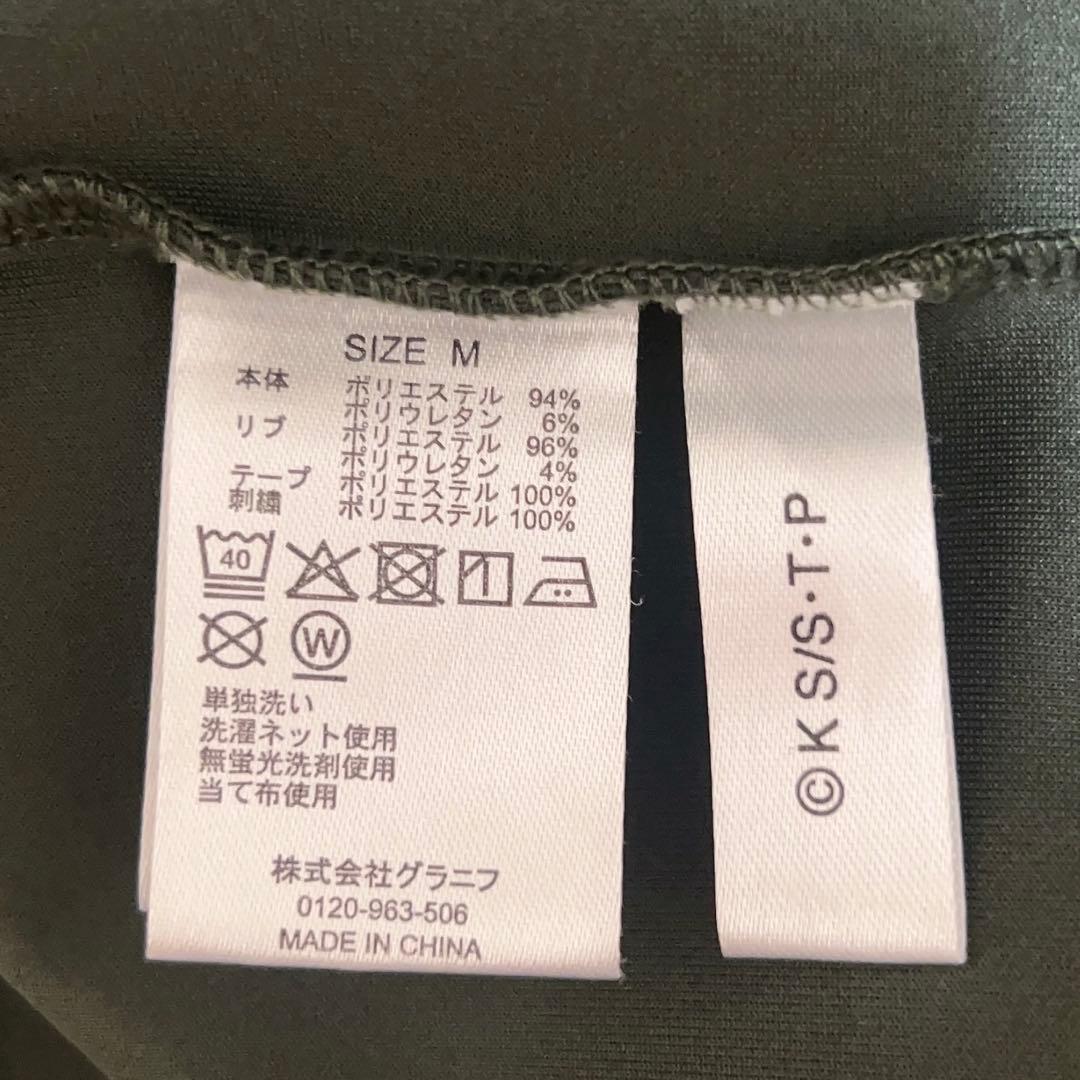 SIZE M
本体 ポリエステル 94%
ポリウレタン 6%
リブ ポリエステル 96%
ポリウレタン 4%
テープ ポリエステル 100%
刺繍 ポリエステル 100%
40
W
単独洗い
洗濯ネット使用
無蛍光洗剤使用
当て布使用
株式会社グラニフ
0120-963-506
MADE IN CHINA
©KS/S・T・P